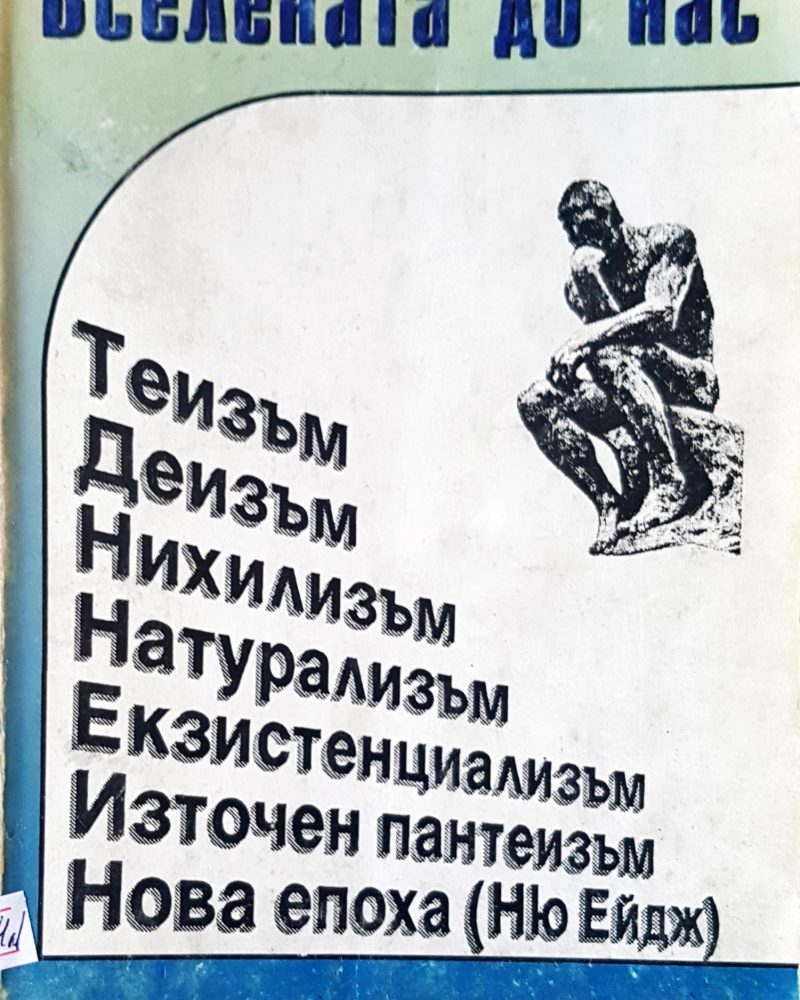 Вселената до нас
Теизъм
Деизъм
Нихилизъм
Натурализъм
Екзистенциализъм
Източен пантеизъм
Нова епоха (Ню Ейдж)